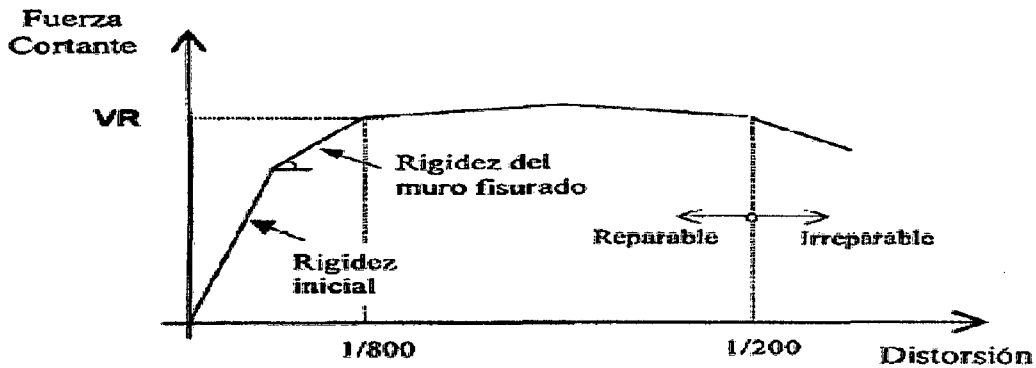 Fuerza
Cortante
VR
Rigidez del
muro fisurado
Reparable
Irreparable
Rigidez
inicial
1/800
1/200
Distorsión